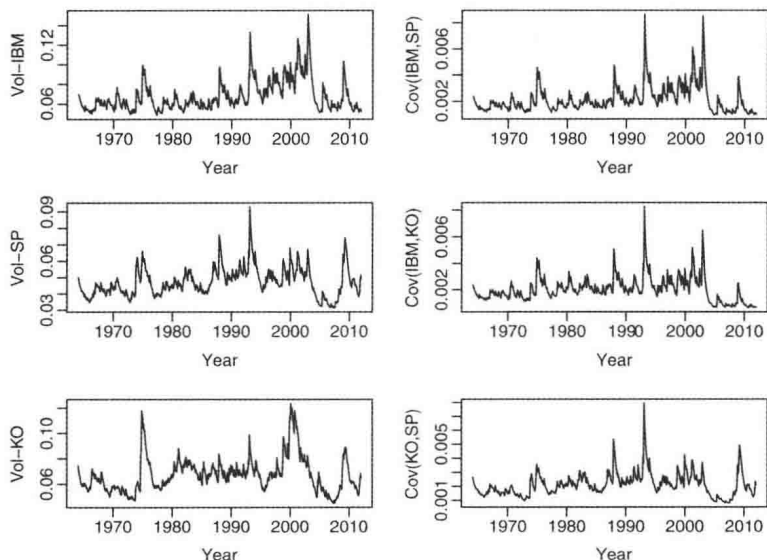 Vol-IBM
0.06 0.12
1970 1980 1990 2000 2010
Year
Cov(IBM,SP)
0.002 0.006
1970 1980 1990 2000 2010
Year
Vol-SP
0.03 0.06 0.09
1970 1980 1990 2000 2010
Year
Cov(IBM,KO)
0.002 0.006
1970 1980 1990 2000 2010
Year
Vol-KO
0.06 0.10
1970 1980 1990 2000 2010
Year
Cov(KO,SP)
0.001 0.005
1970 1980 1990 2000 2010
Year